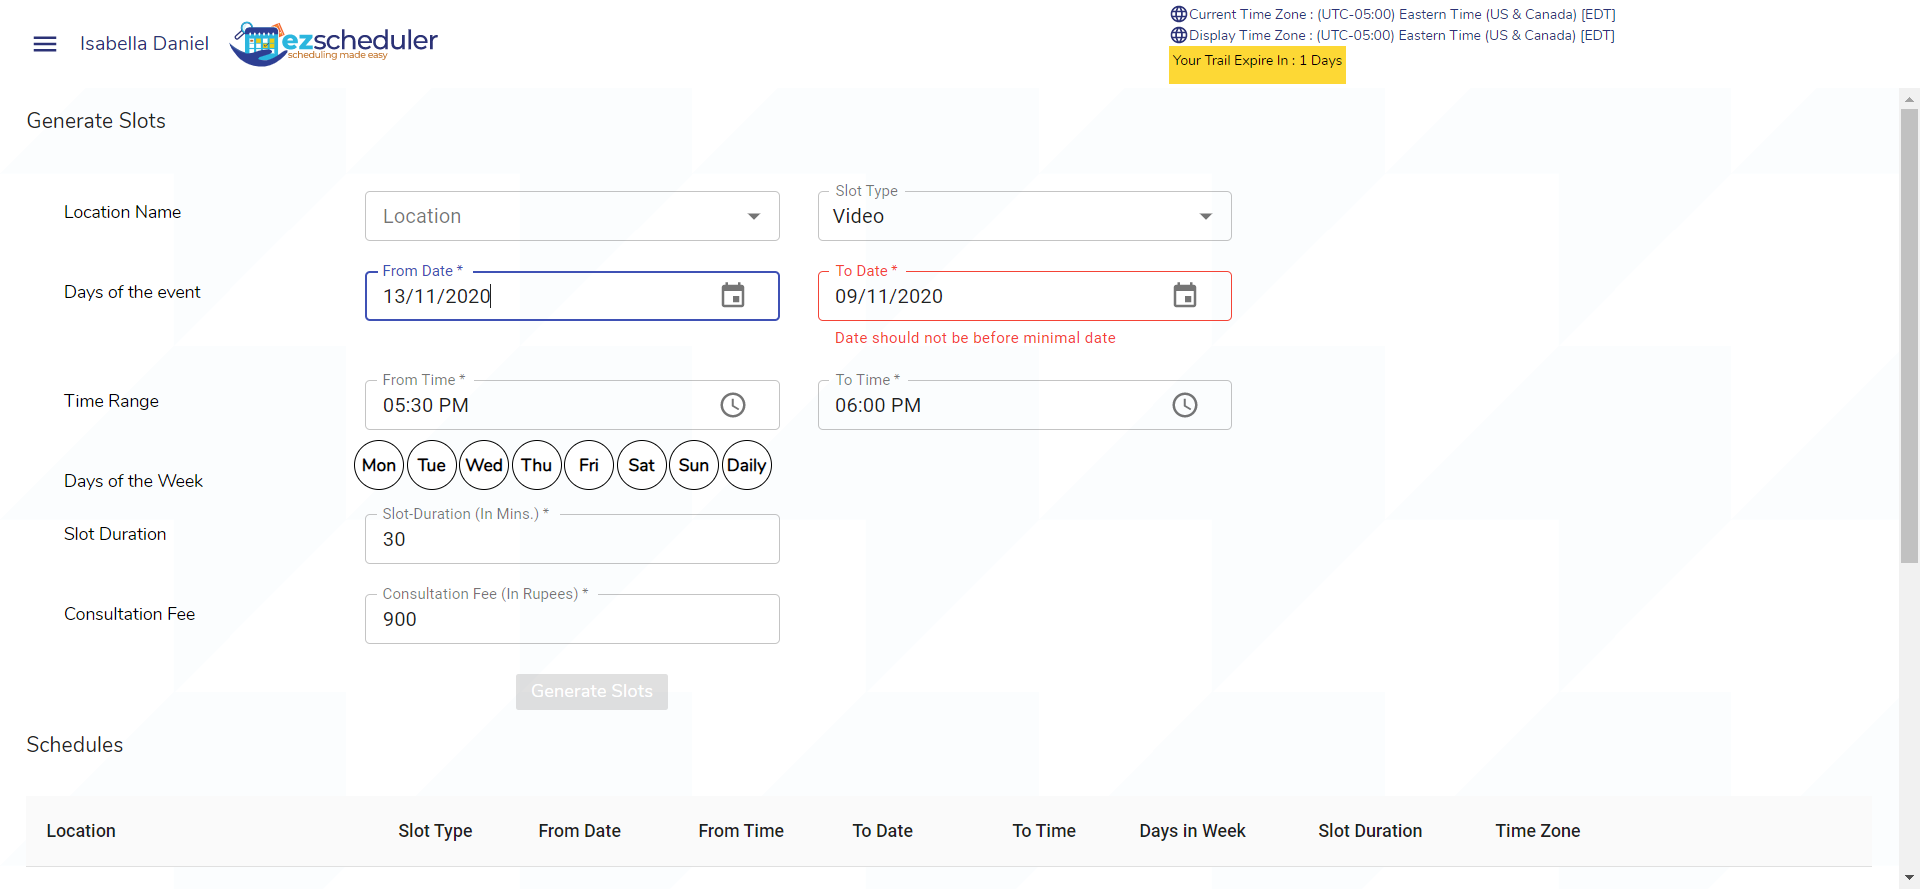 Isabella Daniel
ezscheduler
scheduling made easy
Current Time Zone : (UTC-05:00) Eastern Time (US & Canada) [EDT]
Display Time Zone : (UTC-05:00) Eastern Time (US & Canada) [EDT]
Your Trail Expire In : 1 Days
Generate Slots
Location Name
Location
Slot Type
Video
Days of the event
From Date *
13/11/2020
To Date *
09/11/2020
Date should not be before minimal date
Time Range
From Time *
05:30 PM
To Time *
06:00 PM
Days of the Week
Mon Tue Wed Thu Fri Sat Sun Daily
Slot Duration
Slot-Duration (In Mins.) *
30
Consultation Fee
Consultation Fee (In Rupees) *
900
Generate Slots
Schedules
Location Slot Type From Date From Time To Date To Time Days in Week Slot Duration Time Zone